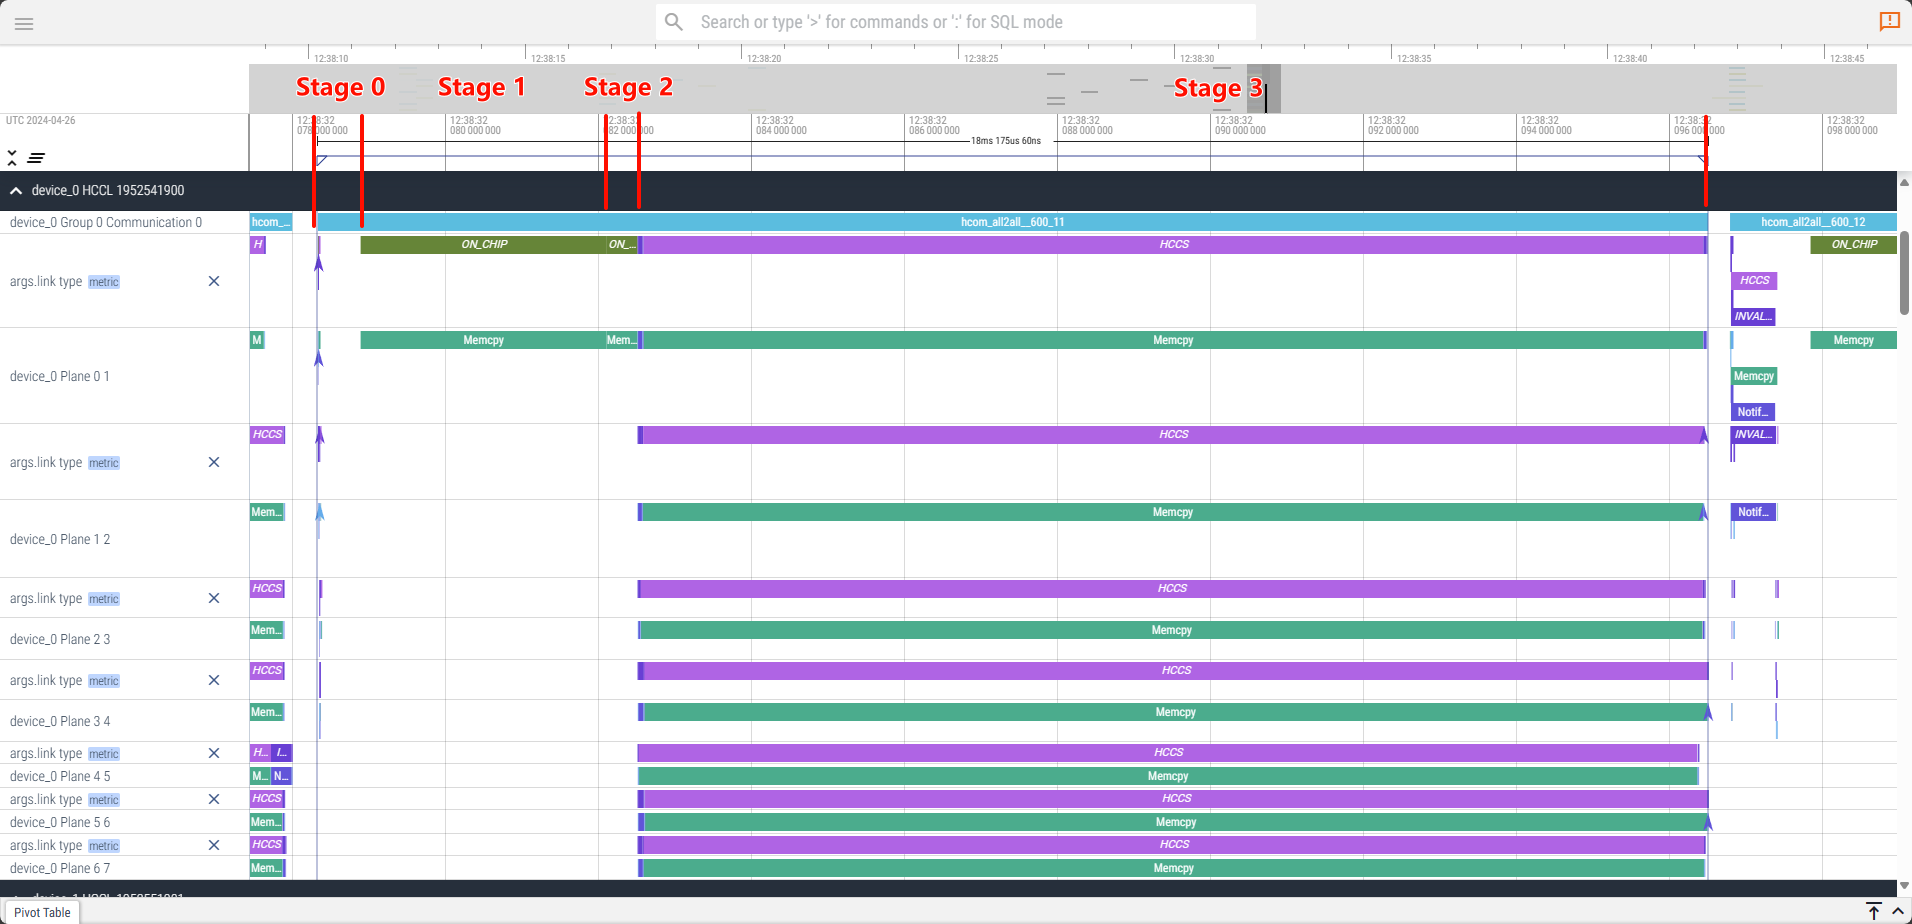 Search or type '>' for commands or ':' for SQL mode
12:38:10 12:38:15 12:38:20 12:38:25 12:38:30 12:38:35 12:38:40 12:38:45
Stage 0 Stage 1 Stage 2 Stage 3
UTC 2024-04-26
12:38:32 12:38:32 12:38:32 12:38:32 12:38:32 12:38:32 12:38:32 12:38:32 12:38:32 12:38:32 12:38:32
078 000 000 080 000 000 082 000 000 084 000 000 086 000 000 088 000 000 090 000 000 092 000 000 094 000 000 096 000 000 098 000 000
18ms 175us 60ns
device_0 HCCL 1952541900
device_0 Group 0 Communication 0 hcom_... hcom_all2all__600_11 hcom_all2all__600_12
H ON_CHIP ON_... HCCS ON_CHIP
args.link type metric HCCS
INVAL...
M Memcpy Mem... Memcpy Memcpy
device_0 Plane 0 1 Memcpy
Notif...
HCCS HCCS INVAL...
args.link type metric
Mem... Memcpy Notif...
device_0 Plane 1 2
HCCS HCCS
args.link type metric
Mem... Memcpy
device_0 Plane 2 3
HCCS HCCS
args.link type metric
Mem... Memcpy
device_0 Plane 3 4
args.link type metric H... I... HCCS
device_0 Plane 4 5 M... N... Memcpy
args.link type metric HCCS HCCS
device_0 Plane 5 6 Mem... Memcpy
args.link type metric HCCS HCCS
device_0 Plane 6 7 Mem... Memcpy
Pivot Table